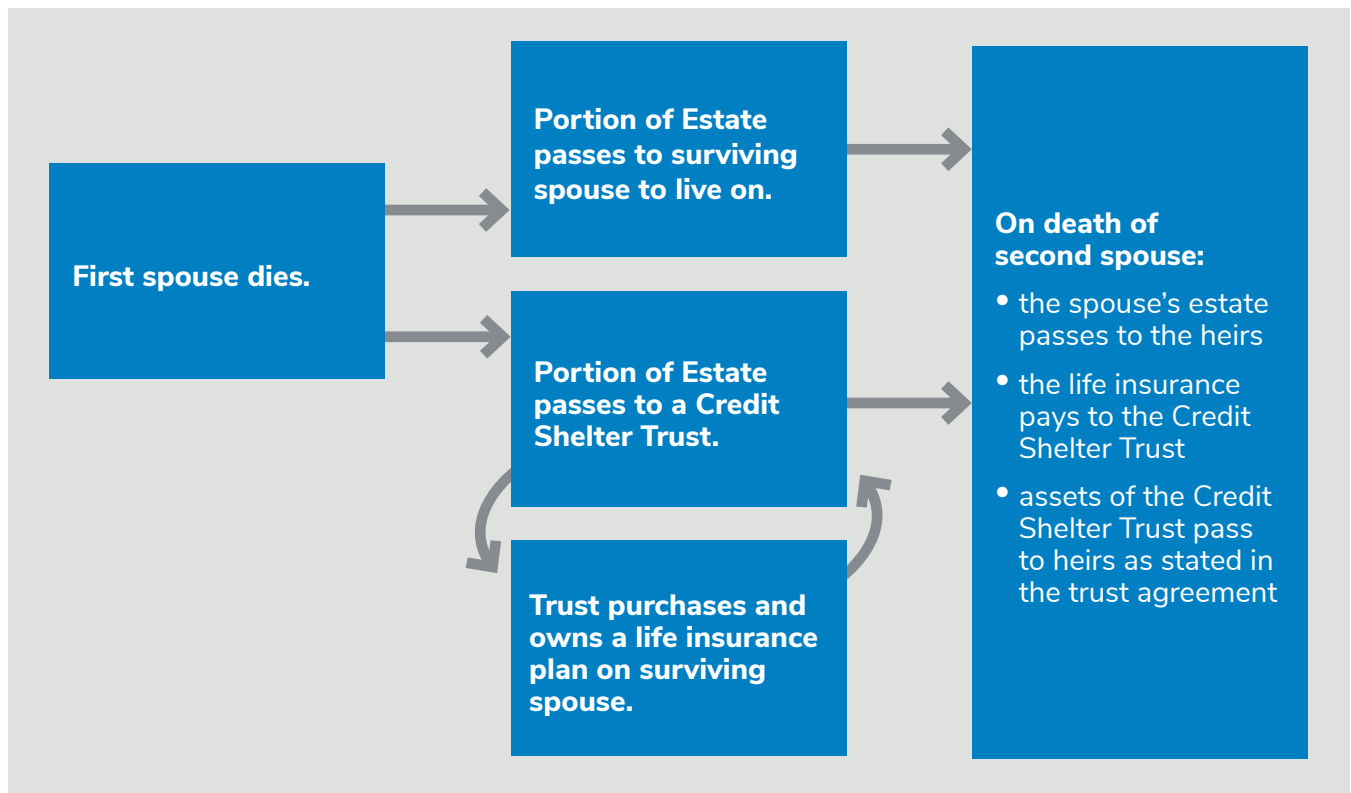 First spouse dies.
Portion of Estate
passes to surviving
spouse to live on.
Portion of Estate
passes to a Credit
Shelter Trust.
Trust purchases and
owns a life insurance
plan on surviving
spouse.
On death of
second spouse:
• the spouse’s estate
passes to the heirs
• the life insurance
pays to the Credit
Shelter Trust
• assets of the Credit
Shelter Trust pass
to heirs as stated in
the trust agreement